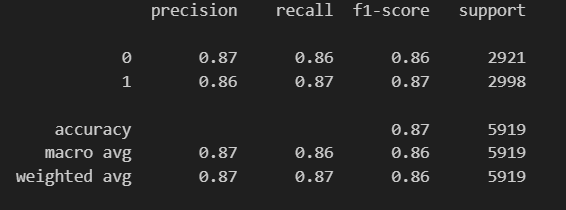 precision recall f1-score support
0 0.87 0.86 0.86 2921
1 0.86 0.87 0.87 2998
accuracy 0.87 5919
macro avg 0.87 0.86 0.86 5919
weighted avg 0.87 0.87 0.86 5919